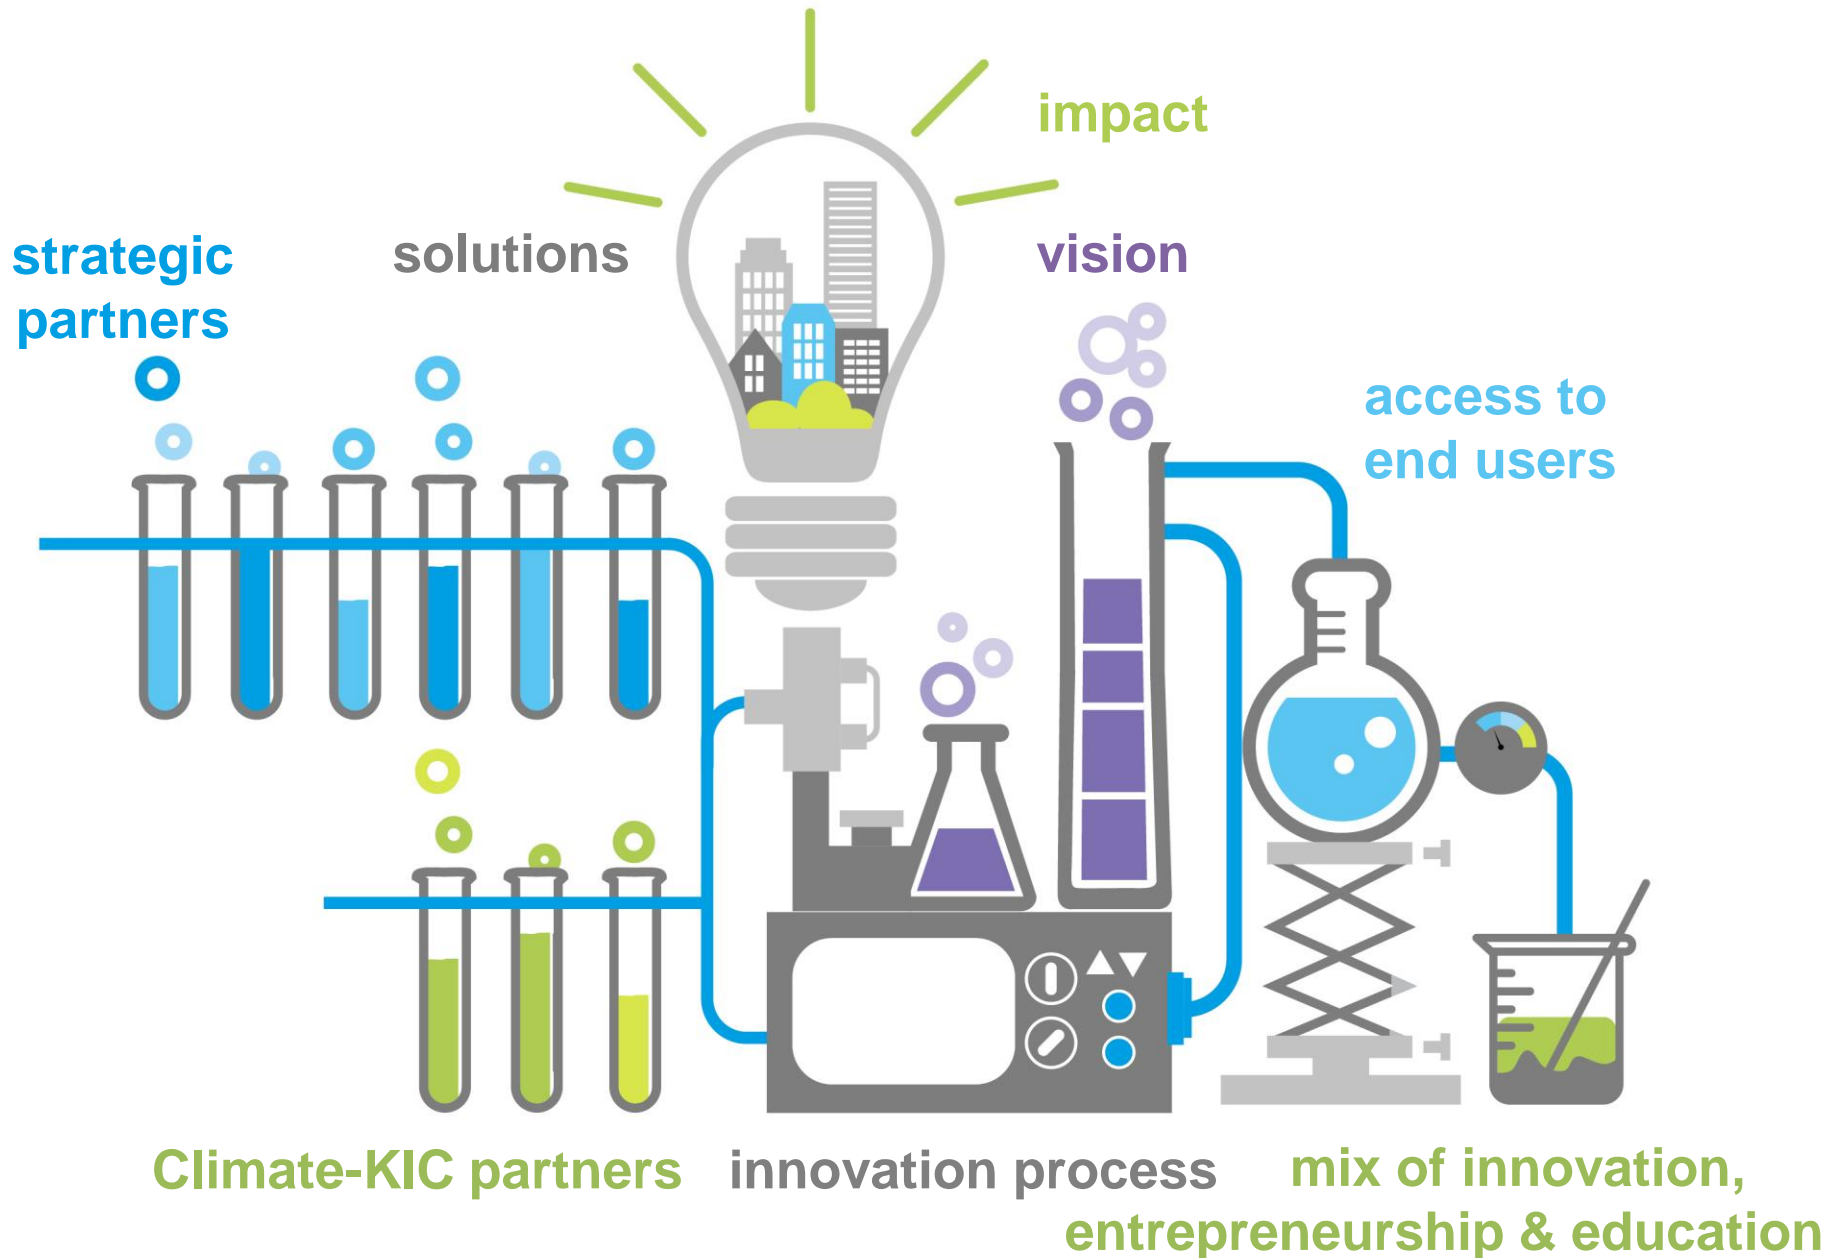 impact
strategic
partners
solutions
vision
access to
end users
Climate-KIC partners
innovation process
mix of innovation,
entrepreneurship & education